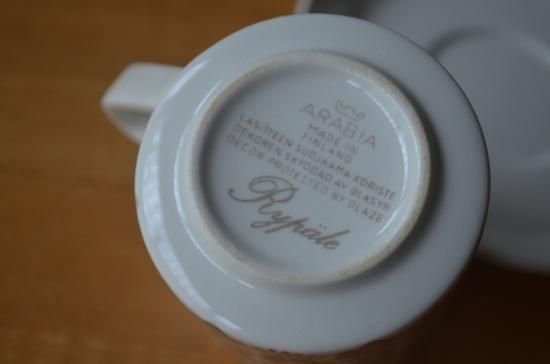 ARABIA
MADE IN
FINLAND
LASITTEEN SUOJAAMA KORISTE
DEKOREN SKYDDAD AV GLASYR
DECOR PROTECTED BY GLAZE
Rypäle